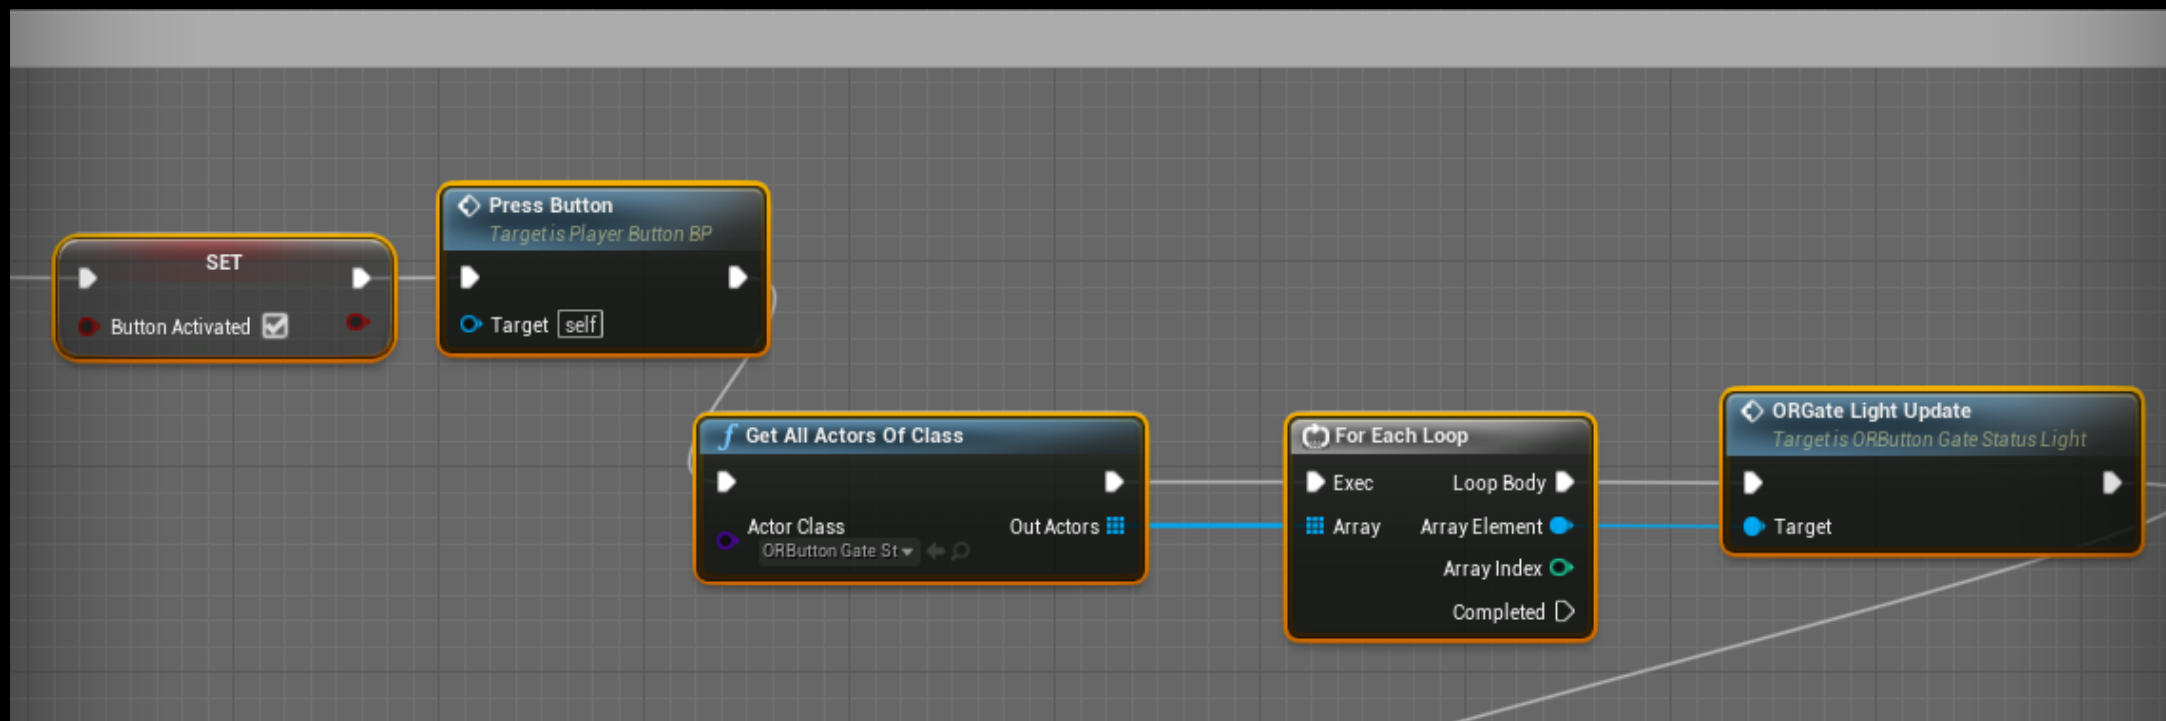 SET
Button Activated
Press Button
Target is Player Button BP
Target self
Get All Actors Of Class
Actor Class
ORButton Gate St
Out Actors
For Each Loop
Exec
Loop Body
Array
Array Element
Array Index
Completed
ORGate Light Update
Target is ORButton Gate Status Light
Target